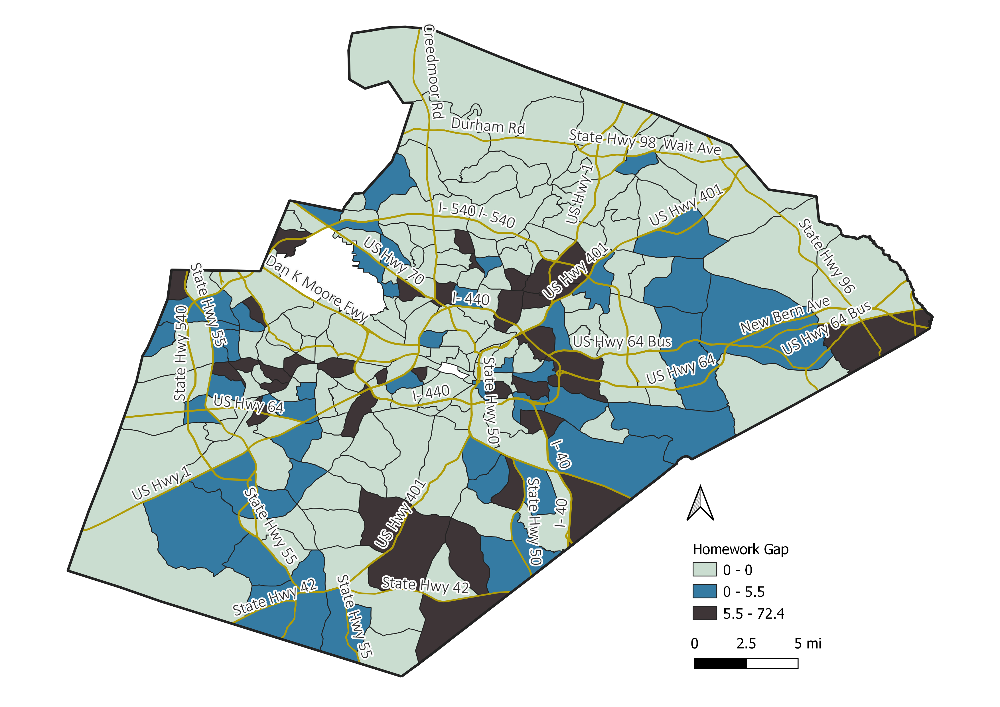 Creedmoor Rd
Durham Rd
State Hwy 98
Wait Ave
US Hwy 1
US Hwy 401
I- 540
I- 540
State Hwy 96
US Hwy 70
US Hwy 401
Dan K Moore Fwy
State Hwy 55
State Hwy 540
I- 440
New Bern Ave
US Hwy 64 Bus
US Hwy 64 Bus
US Hwy 64
State Hwy 50
I- 440
US Hwy 64
I- 40
US Hwy 1
US Hwy 401
State Hwy 55
State Hwy 50
I- 40
State Hwy 42
State Hwy 42
State Hwy 55
Homework Gap
0 - 0
0 - 5.5
5.5 - 72.4
0 2.5 5 mi